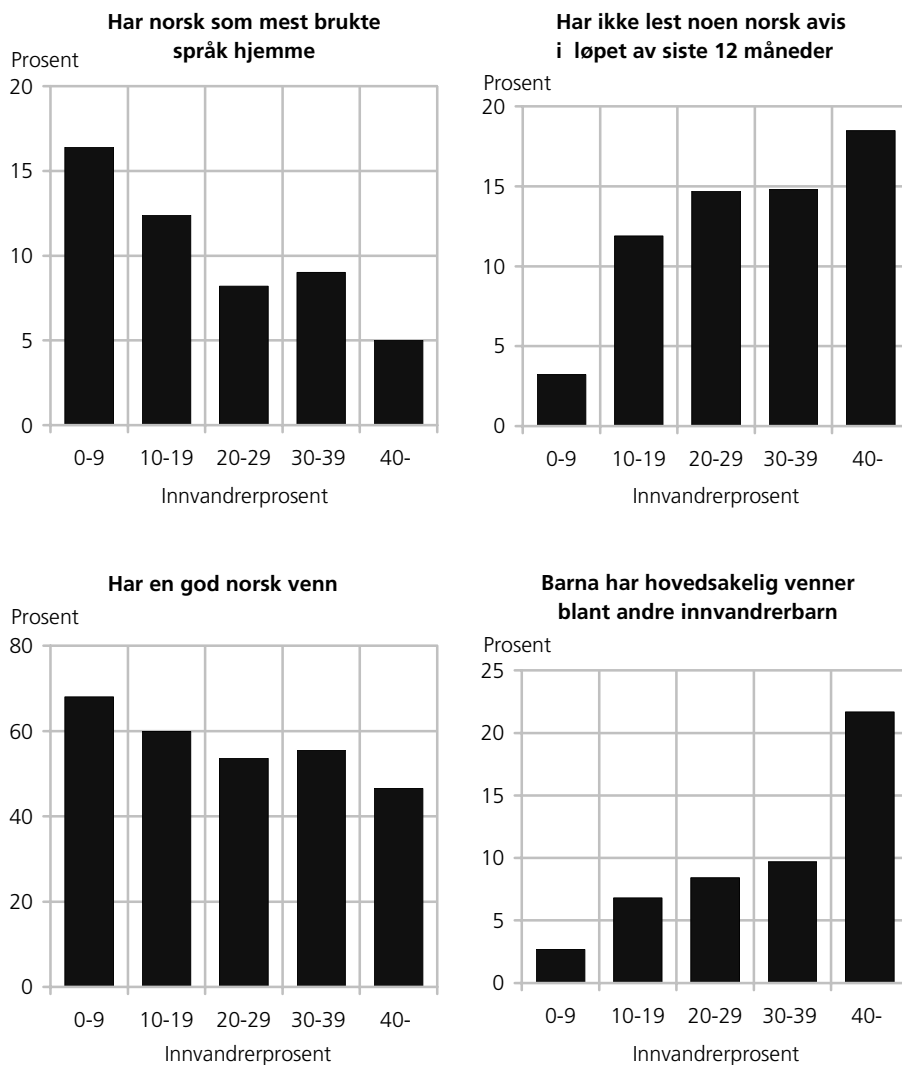 Har norsk som mest brukte
språk hjemme
Prosent
20
15
10
5
0
0-9 10-19 20-29 30-39 40-
Innvandrerprosent
Har ikke lest noen norsk avis
i løpet av siste 12 måneder
Prosent
20
15
10
5
0
0-9 10-19 20-29 30-39 40-
Innvandrerprosent
Har en god norsk venn
Prosent
80
60
40
20
0
0-9 10-19 20-29 30-39 40-
Innvandrerprosent
Barna har hovedsakelig venner
blant andre innvandrerbarn
Prosent
25
20
15
10
5
0
0-9 10-19 20-29 30-39 40-
Innvandrerprosent